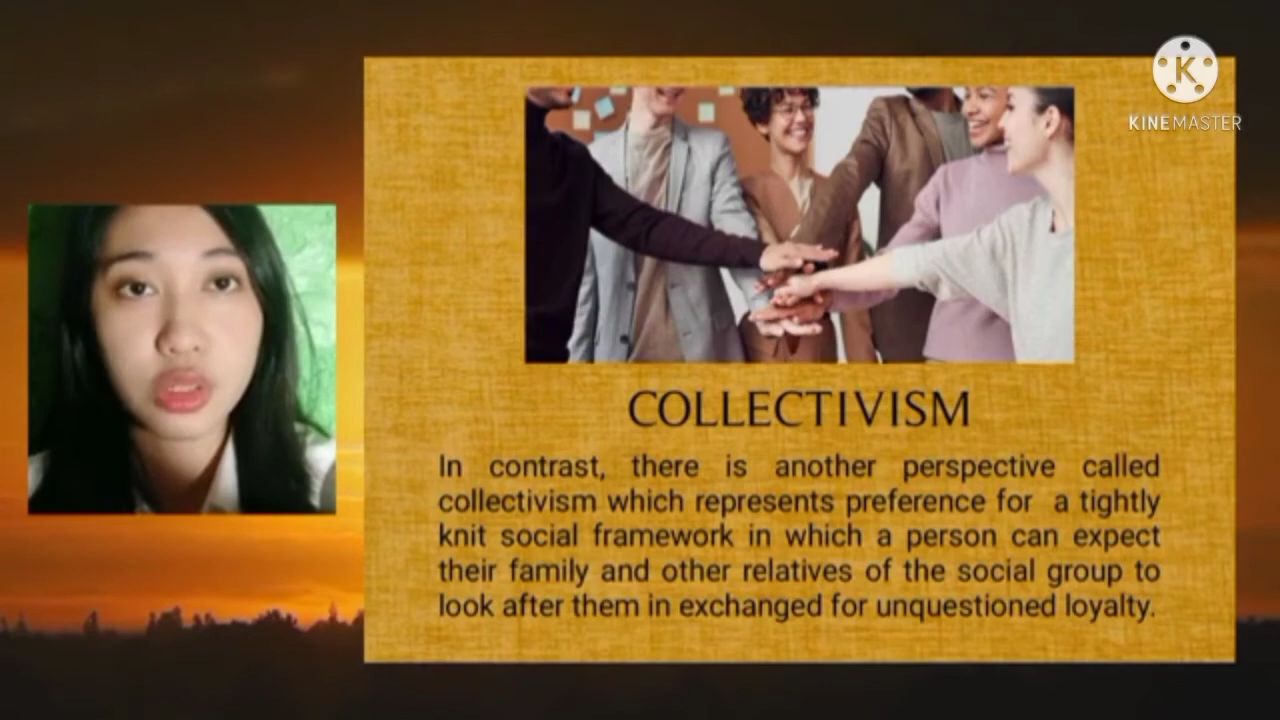 K
KINEMASTER
COLLECTIVISM
In contrast, there is another perspective called
collectivism which represents preference for a tightly
knit social framework in which a person can expect
their family and other relatives of the social group to
look after them in exchanged for unquestioned loyalty.